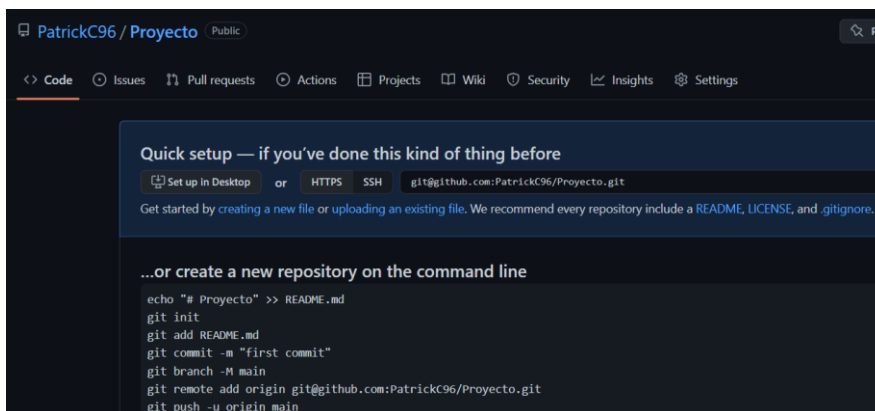 PatrickC96 / Proyecto Public
<> Code Issues Pull requests Actions Projects Wiki Security Insights Settings
Quick setup — if you've done this kind of thing before
Set up in Desktop or HTTPS SSH git@github.com:PatrickC96/Proyecto.git
Get started by creating a new file or uploading an existing file. We recommend every repository include a README, LICENSE, and .gitignore.
...or create a new repository on the command line
echo "# Proyecto" >> README.md
git init
git add README.md
git commit -m "first commit"
git branch -M main
git remote add origin git@github.com:PatrickC96/Proyecto.git
git push -u origin main